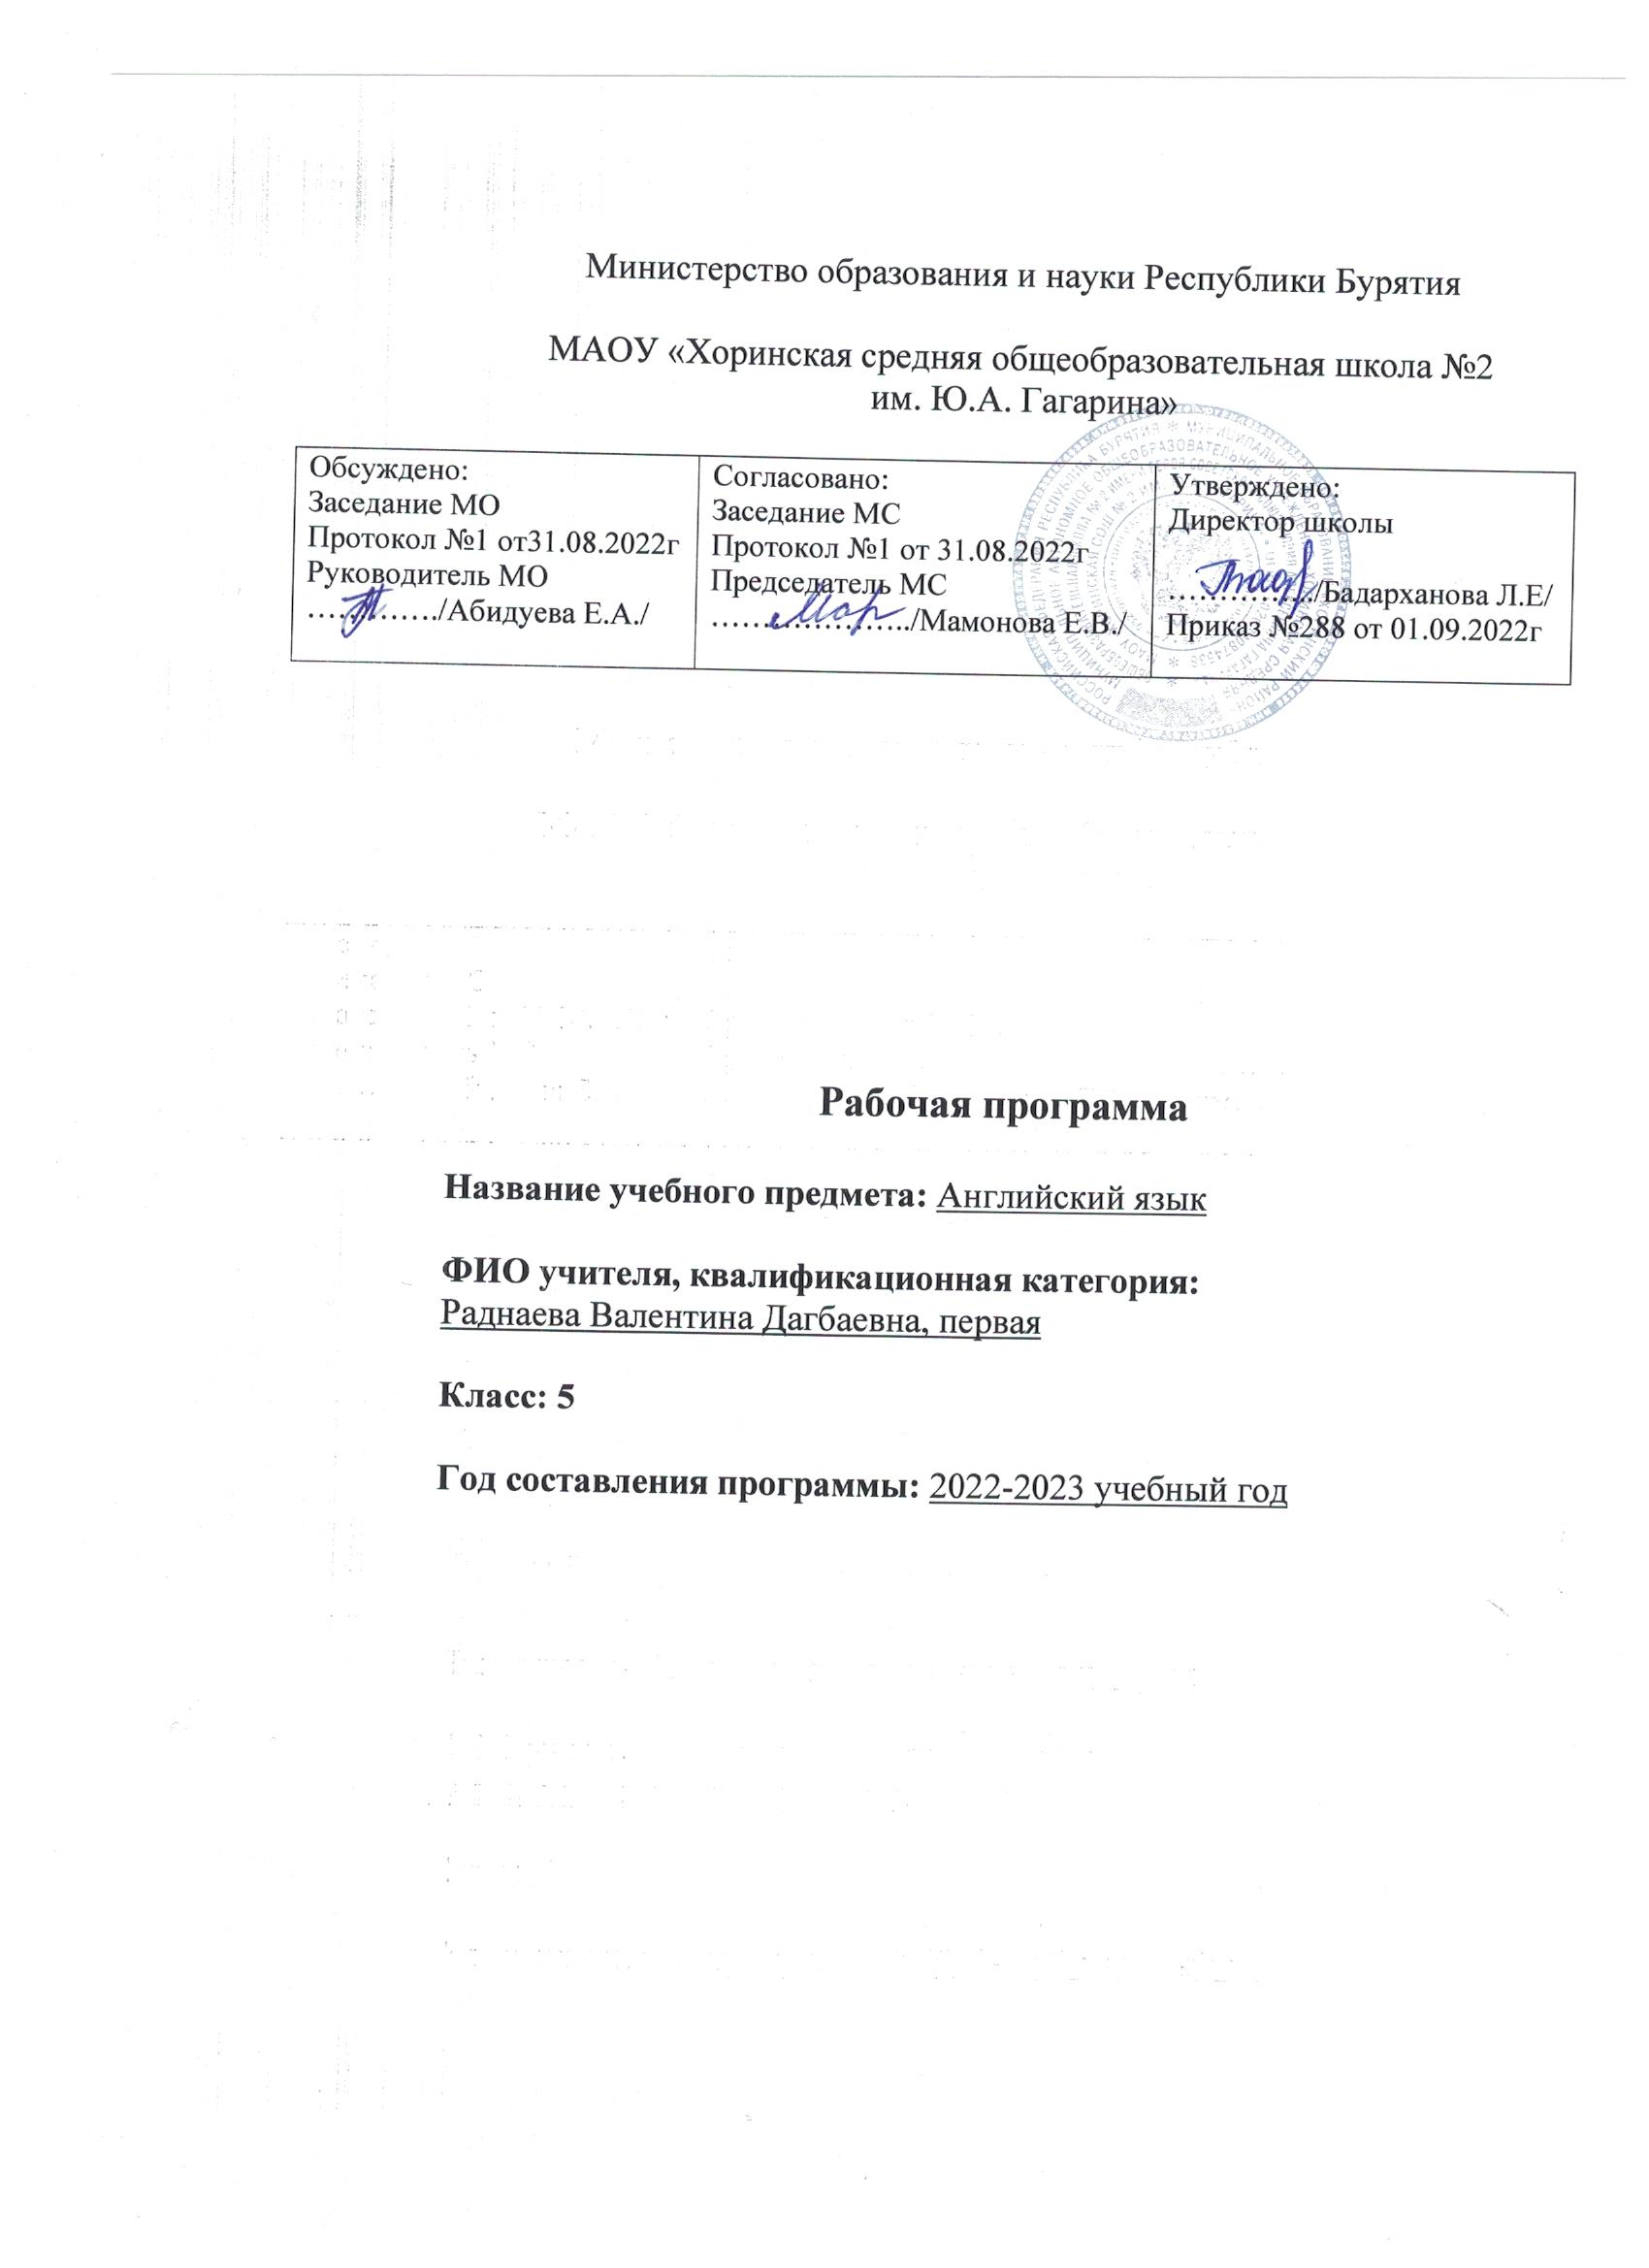 Министерство образования и науки Республики Бурятия
МАОУ «Хоринская средняя общеобразовательная школа №2
им. Ю.А. Гагарина»
Обсуждено:
Заседание МО
Протокол №1 от31.08.2022г
Руководитель МО
…………./Абидуева Е.А./
Согласовано:
Заседание МС
Протокол №1 от 31.08.2022г
Председатель МС
…………………../Мамонова Е.В./
Утверждено:
Директор школы
……………../Бадарханова Л.Е/
Приказ №288 от 01.09.2022г
Рабочая программа
Название учебного предмета: Английский язык
ФИО учителя, квалификационная категория:
Раднаева Валентина Дагбаевна, первая
Класс: 5
Год составления программы: 2022-2023 учебный год